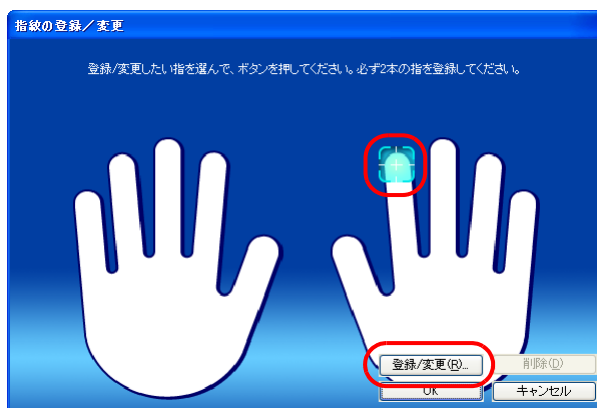 指紋の登録／変更
登録/変更したい指を選んで、ボタンを押してください。必ず2本の指を登録してください。
登録/変更(R)... 削除(D)
OK キャンセル